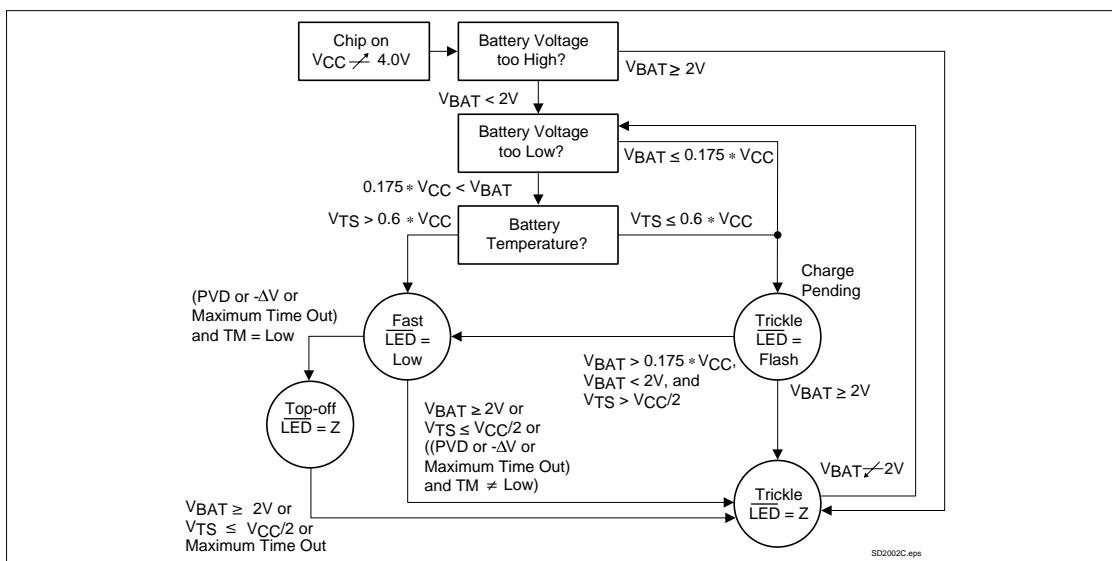 Chip on
VCC 4.0V
Battery Voltage
too High?
VBAT ≥ 2V
VBAT < 2V
Battery Voltage
too Low?
VBAT ≤ 0.175 * VCC
0.175 * VCC < VBAT
VTS > 0.6 * VCC
Battery
Temperature?
VTS ≤ 0.6 * VCC
Charge
Pending
(PVD or -ΔV or
Maximum Time Out)
and TM = Low
Fast
LED =
Low
Trickle
LED =
Flash
VBAT > 0.175 * VCC,
VBAT < 2V, and
VTS > VCC/2
VBAT ≥ 2V
Top-off
LED = Z
VBAT ≥ 2V or
VTS ≤ VCC/2 or
((PVD or -ΔV or
Maximum Time Out)
and TM ≠ Low)
VBAT 2V
Trickle
LED = Z
VBAT ≥ 2V or
VTS ≤ VCC/2 or
Maximum Time Out
SD2002C.eps